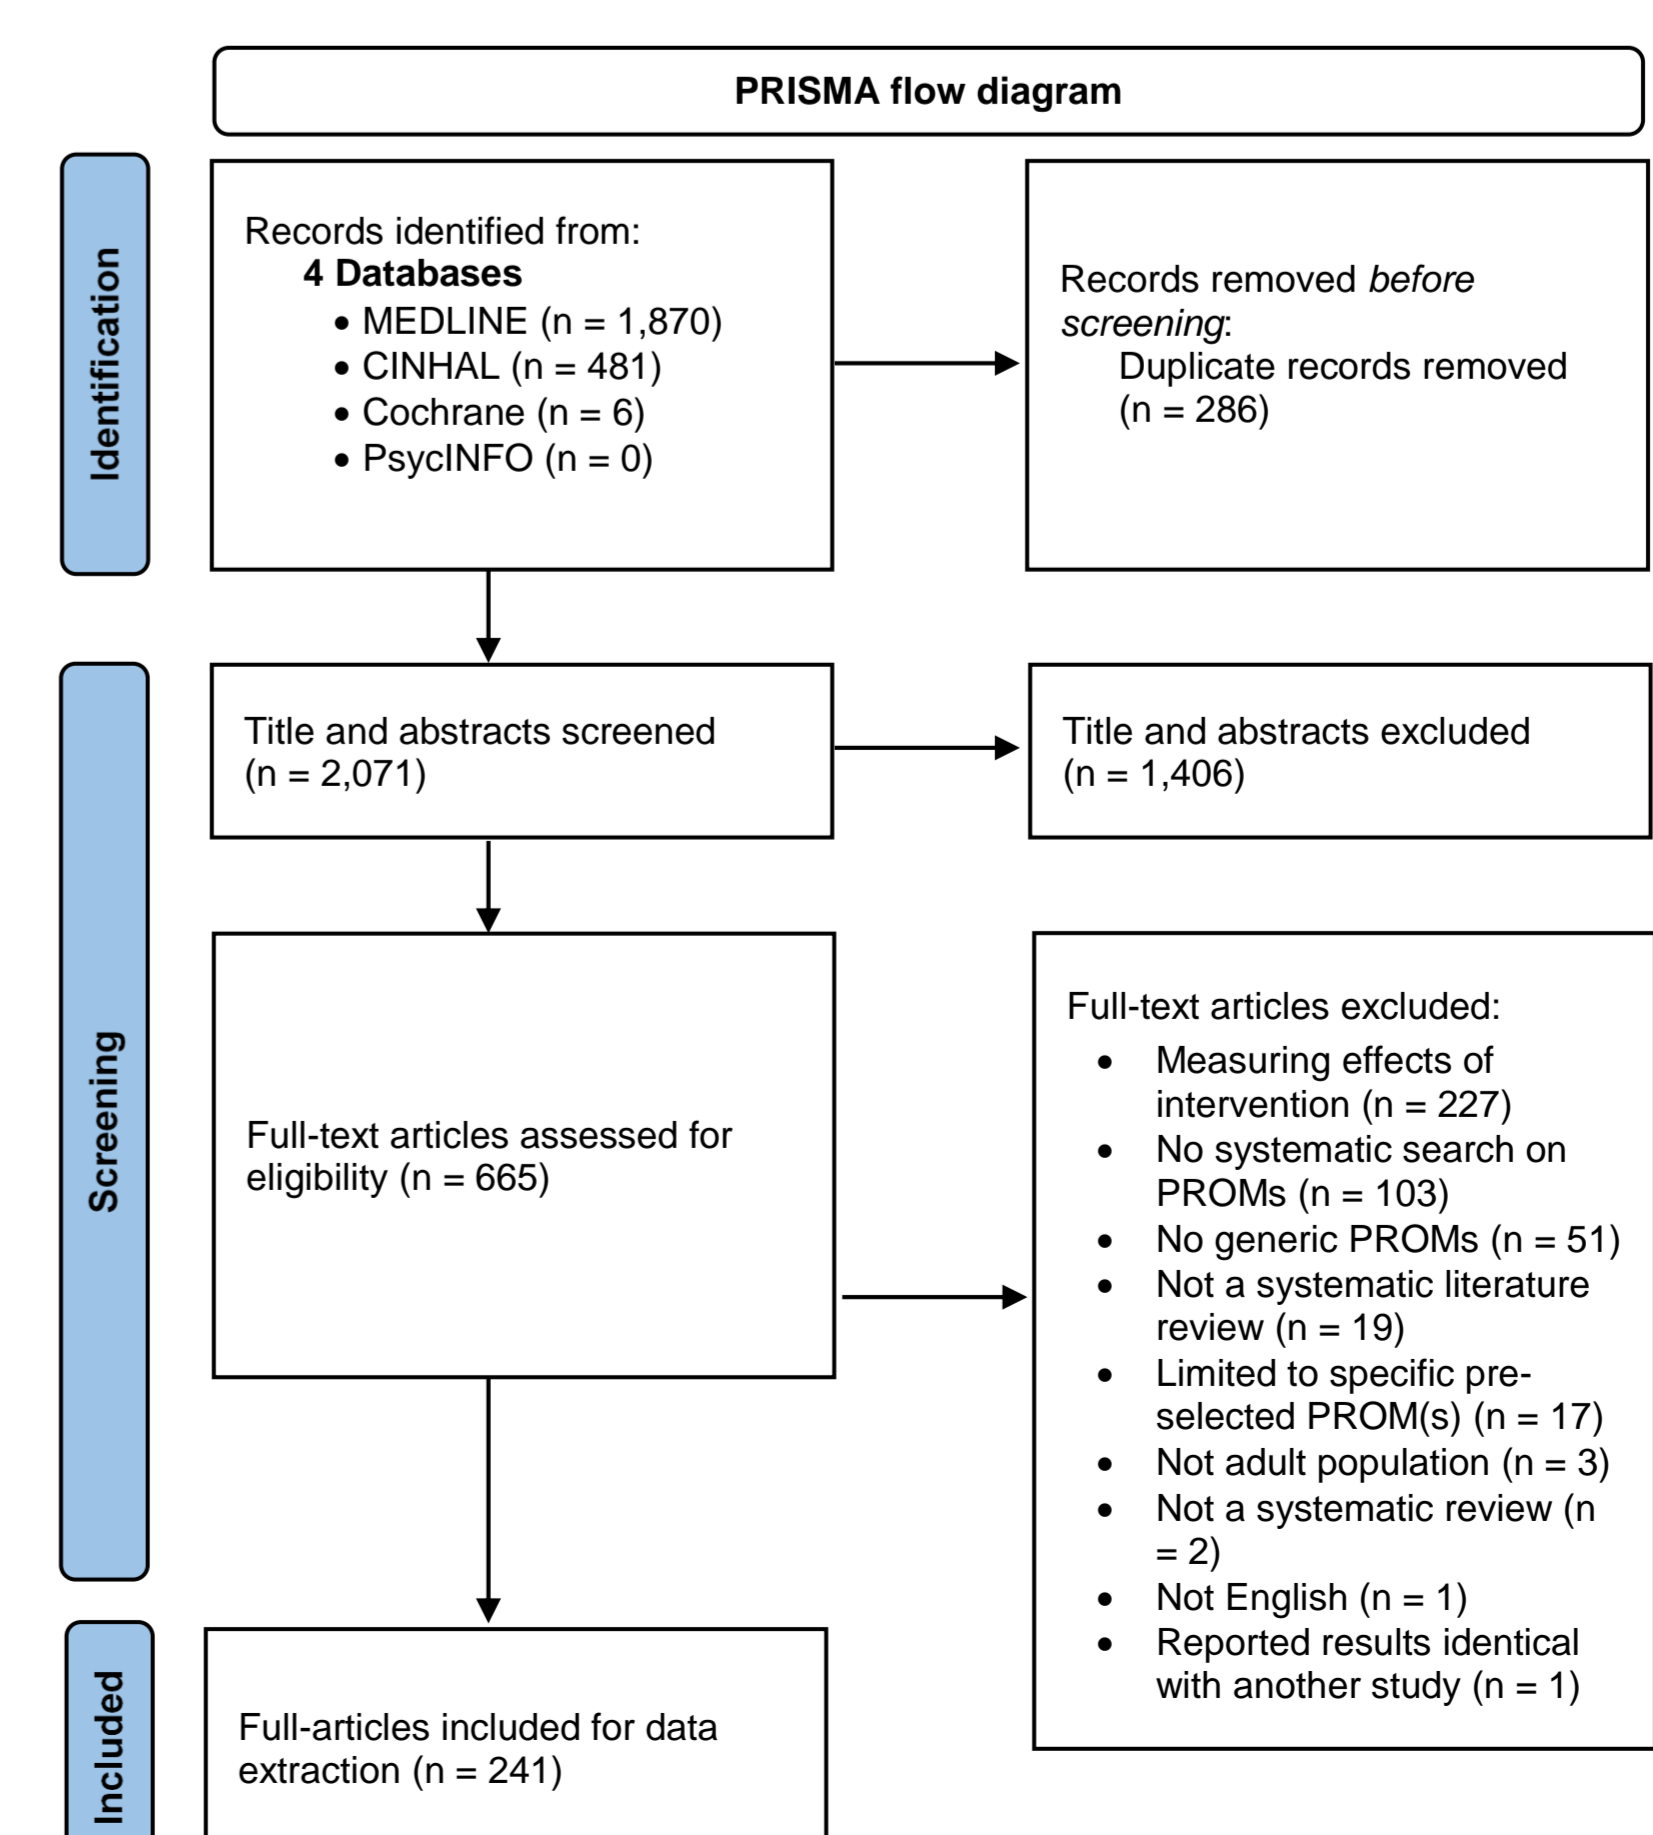 PRISMA flow diagram
Identification
Records identified from:
4 Databases
• MEDLINE (n = 1,870)
• CINHAL (n = 481)
• Cochrane (n = 6)
• PsycINFO (n = 0)
Records removed before
screening:
Duplicate records removed
(n = 286)
Screening
Title and abstracts screened
(n = 2,071)
Title and abstracts excluded
(n = 1,406)
Full-text articles assessed for
eligibility (n = 665)
Full-text articles excluded:
• Measuring effects of
intervention (n = 227)
• No systematic search on
PROMs (n = 103)
• No generic PROMs (n = 51)
• Not a systematic literature
review (n = 19)
• Limited to specific pre-
selected PROM(s) (n = 17)
• Not adult population (n = 3)
• Not a systematic review (n
= 2)
• Not English (n = 1)
• Reported results identical
with another study (n = 1)
Included
Full-articles included for data
extraction (n = 241)